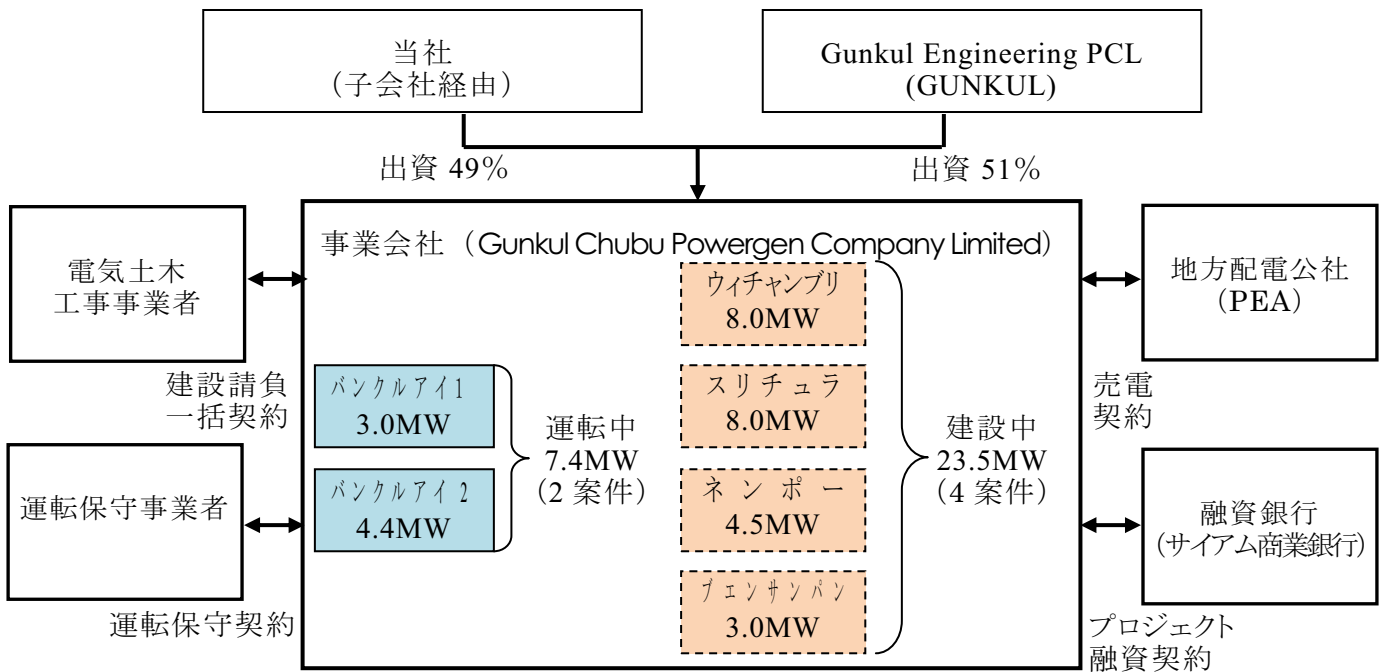 当社
（子会社経由）
Gunkul Engineering PCL
(GUNKUL)
出資 49%
出資 51%
事業会社（Gunkul Chubu Powergen Company Limited）
電気土木
工事事業者
建設請負
一括契約
運転保守事業者
運転保守契約
バンクルアイ1
3.0MW
バンクルアイ2
4.4MW
運転中
7.4MW
（2 案件）
ウィチャンブリ
8.0MW
スリチュラ
8.0MW
ネンポー
4.5MW
ブエンサンパン
3.0MW
建設中
23.5MW
（4 案件）
地方配電公社
（PEA）
売電
契約
融資銀行
（サイアム商業銀行）
プロジェクト
融資契約